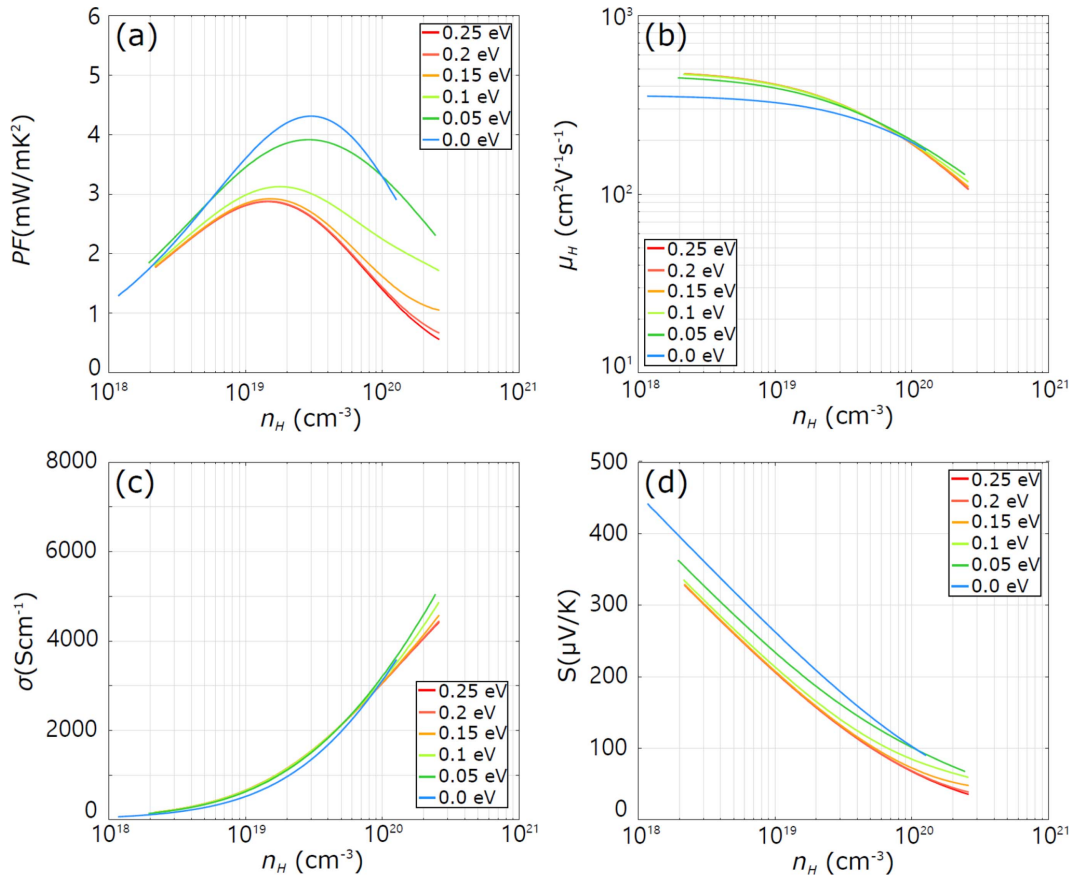 (a)
6
5
4
3
2
1
0
PF(mW/mK²)
0.25 eV
0.2 eV
0.15 eV
0.1 eV
0.05 eV
0.0 eV
10¹⁸ 10¹⁹ 10²⁰ 10²¹
n_H (cm⁻³)
(b)
10³
10²
10¹
μ_H (cm²V⁻¹s⁻¹)
0.25 eV
0.2 eV
0.15 eV
0.1 eV
0.05 eV
0.0 eV
10¹⁸ 10¹⁹ 10²⁰ 10²¹
n_H (cm⁻³)
(c)
8000
6000
4000
2000
0
σ(Scm⁻¹)
0.25 eV
0.2 eV
0.15 eV
0.1 eV
0.05 eV
0.0 eV
10¹⁸ 10¹⁹ 10²⁰ 10²¹
n_H (cm⁻³)
(d)
500
400
300
200
100
0
S(μV/K)
0.25 eV
0.2 eV
0.15 eV
0.1 eV
0.05 eV
0.0 eV
10¹⁸ 10¹⁹ 10²⁰ 10²¹
n_H (cm⁻³)